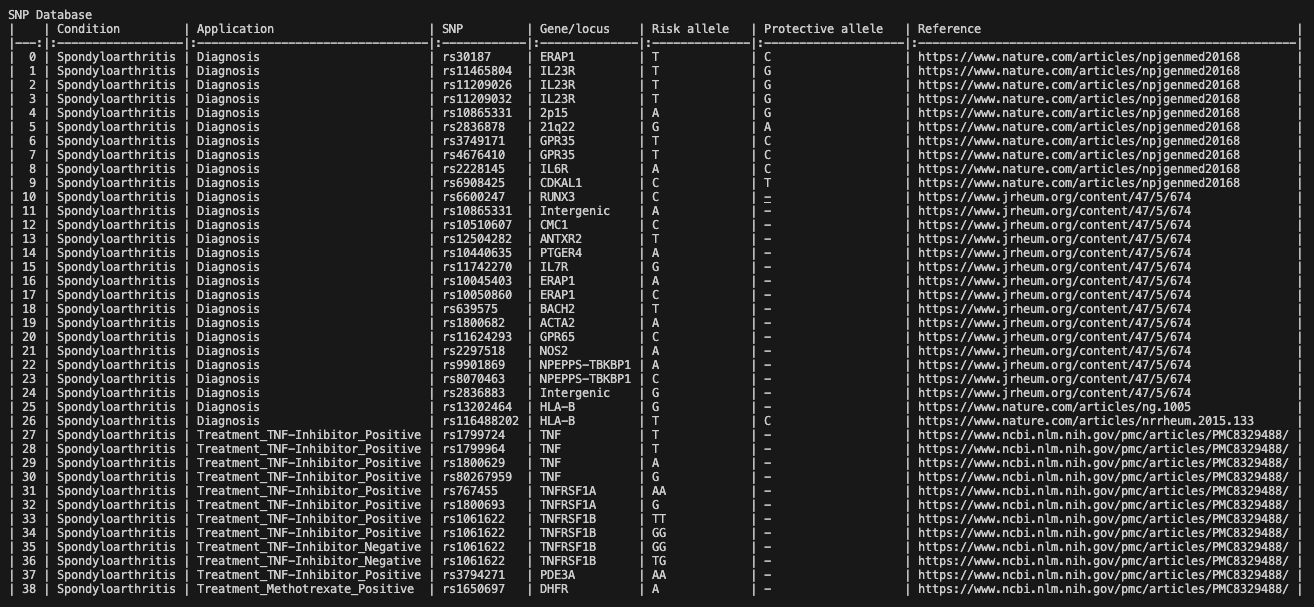 SNP Database
|    | Condition        | Application                     | SNP         | Gene/locus    | Risk allele   | Protective allele   | Reference                                             |
|---:|:-----------------|:--------------------------------|:------------|:--------------|:--------------|:--------------------|:------------------------------------------------------|
|  0 | Spondyloarthritis | Diagnosis                       | rs30187     | ERAP1         | T             | C                   | https://www.nature.com/articles/npjgenmed20168        |
|  1 | Spondyloarthritis | Diagnosis                       | rs11465804  | IL23R         | T             | G                   | https://www.nature.com/articles/npjgenmed20168        |
|  2 | Spondyloarthritis | Diagnosis                       | rs11209026  | IL23R         | T             | G                   | https://www.nature.com/articles/npjgenmed20168        |
|  3 | Spondyloarthritis | Diagnosis                       | rs11209032  | IL23R         | T             | G                   | https://www.nature.com/articles/npjgenmed20168        |
|  4 | Spondyloarthritis | Diagnosis                       | rs10865331  | 2p15          | A             | G                   | https://www.nature.com/articles/npjgenmed20168        |
|  5 | Spondyloarthritis | Diagnosis                       | rs2836878   | 21q22         | G             | A                   | https://www.nature.com/articles/npjgenmed20168        |
|  6 | Spondyloarthritis | Diagnosis                       | rs3749171   | GPR35         | T             | C                   | https://www.nature.com/articles/npjgenmed20168        |
|  7 | Spondyloarthritis | Diagnosis                       | rs4676410   | GPR35         | T             | C                   | https://www.nature.com/articles/npjgenmed20168        |
|  8 | Spondyloarthritis | Diagnosis                       | rs2228145   | IL6R          | A             | C                   | https://www.nature.com/articles/npjgenmed20168        |
|  9 | Spondyloarthritis | Diagnosis                       | rs6908425   | CDKAL1        | C             | T                   | https://www.nature.com/articles/npjgenmed20168        |
| 10 | Spondyloarthritis | Diagnosis                       | rs6600247   | RUNX3         | C             | -                   | https://www.jrheum.org/content/47/5/674               |
| 11 | Spondyloarthritis | Diagnosis                       | rs10865331  | Intergenic    | A             | -                   | https://www.jrheum.org/content/47/5/674               |
| 12 | Spondyloarthritis | Diagnosis                       | rs10510607  | CMC1          | C             | -                   | https://www.jrheum.org/content/47/5/674               |
| 13 | Spondyloarthritis | Diagnosis                       | rs12504282  | ANTXR2        | T             | -                   | https://www.jrheum.org/content/47/5/674               |
| 14 | Spondyloarthritis | Diagnosis                       | rs10440635  | PTGER4        | A             | -                   | https://www.jrheum.org/content/47/5/674               |
| 15 | Spondyloarthritis | Diagnosis                       | rs11742270  | IL7R          | G             | -                   | https://www.jrheum.org/content/47/5/674               |
| 16 | Spondyloarthritis | Diagnosis                       | rs10045403  | ERAP1         | A             | -                   | https://www.jrheum.org/content/47/5/674               |
| 17 | Spondyloarthritis | Diagnosis                       | rs10050860  | ERAP1         | C             | -                   | https://www.jrheum.org/content/47/5/674               |
| 18 | Spondyloarthritis | Diagnosis                       | rs639575    | BACH2         | T             | -                   | https://www.jrheum.org/content/47/5/674               |
| 19 | Spondyloarthritis | Diagnosis                       | rs1800682   | ACTA2         | A             | -                   | https://www.jrheum.org/content/47/5/674               |
| 20 | Spondyloarthritis | Diagnosis                       | rs11624293  | GPR65         | C             | -                   | https://www.jrheum.org/content/47/5/674               |
| 21 | Spondyloarthritis | Diagnosis                       | rs2297518   | NOS2          | A             | -                   | https://www.jrheum.org/content/47/5/674               |
| 22 | Spondyloarthritis | Diagnosis                       | rs9901869   | NPEPPS-TBKBP1 | A             | -                   | https://www.jrheum.org/content/47/5/674               |
| 23 | Spondyloarthritis | Diagnosis                       | rs8070463   | NPEPPS-TBKBP1 | C             | -                   | https://www.jrheum.org/content/47/5/674               |
| 24 | Spondyloarthritis | Diagnosis                       | rs2836883   | Intergenic    | G             | -                   | https://www.jrheum.org/content/47/5/674               |
| 25 | Spondyloarthritis | Diagnosis                       | rs13202464  | HLA-B         | G             | -                   | https://www.nature.com/articles/ng.1005               |
| 26 | Spondyloarthritis | Diagnosis                       | rs116488202 | HLA-B         | T             | C                   | https://www.nature.com/articles/nrrheum.2015.133      |
| 27 | Spondyloarthritis | Treatment_TNF-Inhibitor_Positive | rs1799724   | TNF           | T             | -                   | https://www.ncbi.nlm.nih.gov/pmc/articles/PMC8329488/ |
| 28 | Spondyloarthritis | Treatment_TNF-Inhibitor_Positive | rs1799964   | TNF           | T             | -                   | https://www.ncbi.nlm.nih.gov/pmc/articles/PMC8329488/ |
| 29 | Spondyloarthritis | Treatment_TNF-Inhibitor_Positive | rs1800629   | TNF           | A             | -                   | https://www.ncbi.nlm.nih.gov/pmc/articles/PMC8329488/ |
| 30 | Spondyloarthritis | Treatment_TNF-Inhibitor_Positive | rs80267959  | TNF           | G             | -                   | https://www.ncbi.nlm.nih.gov/pmc/articles/PMC8329488/ |
| 31 | Spondyloarthritis | Treatment_TNF-Inhibitor_Positive | rs767455    | TNFRSF1A      | AA            | -                   | https://www.ncbi.nlm.nih.gov/pmc/articles/PMC8329488/ |
| 32 | Spondyloarthritis | Treatment_TNF-Inhibitor_Positive | rs1800693   | TNFRSF1A      | G             | -                   | https://www.ncbi.nlm.nih.gov/pmc/articles/PMC8329488/ |
| 33 | Spondyloarthritis | Treatment_TNF-Inhibitor_Positive | rs1061622   | TNFRSF1B      | TT            | -                   | https://www.ncbi.nlm.nih.gov/pmc/articles/PMC8329488/ |
| 34 | Spondyloarthritis | Treatment_TNF-Inhibitor_Positive | rs1061622   | TNFRSF1B      | GG            | -                   | https://www.ncbi.nlm.nih.gov/pmc/articles/PMC8329488/ |
| 35 | Spondyloarthritis | Treatment_TNF-Inhibitor_Negative | rs1061622   | TNFRSF1B      | GG            | -                   | https://www.ncbi.nlm.nih.gov/pmc/articles/PMC8329488/ |
| 36 | Spondyloarthritis | Treatment_TNF-Inhibitor_Negative | rs1061622   | TNFRSF1B      | TG            | -                   | https://www.ncbi.nlm.nih.gov/pmc/articles/PMC8329488/ |
| 37 | Spondyloarthritis | Treatment_TNF-Inhibitor_Positive | rs3794271   | PDE3A         | AA            | -                   | https://www.ncbi.nlm.nih.gov/pmc/articles/PMC8329488/ |
| 38 | Spondyloarthritis | Treatment_Methotrexate_Positive | rs1650697   | DHFR          | A             | -                   | https://www.ncbi.nlm.nih.gov/pmc/articles/PMC8329488/ |